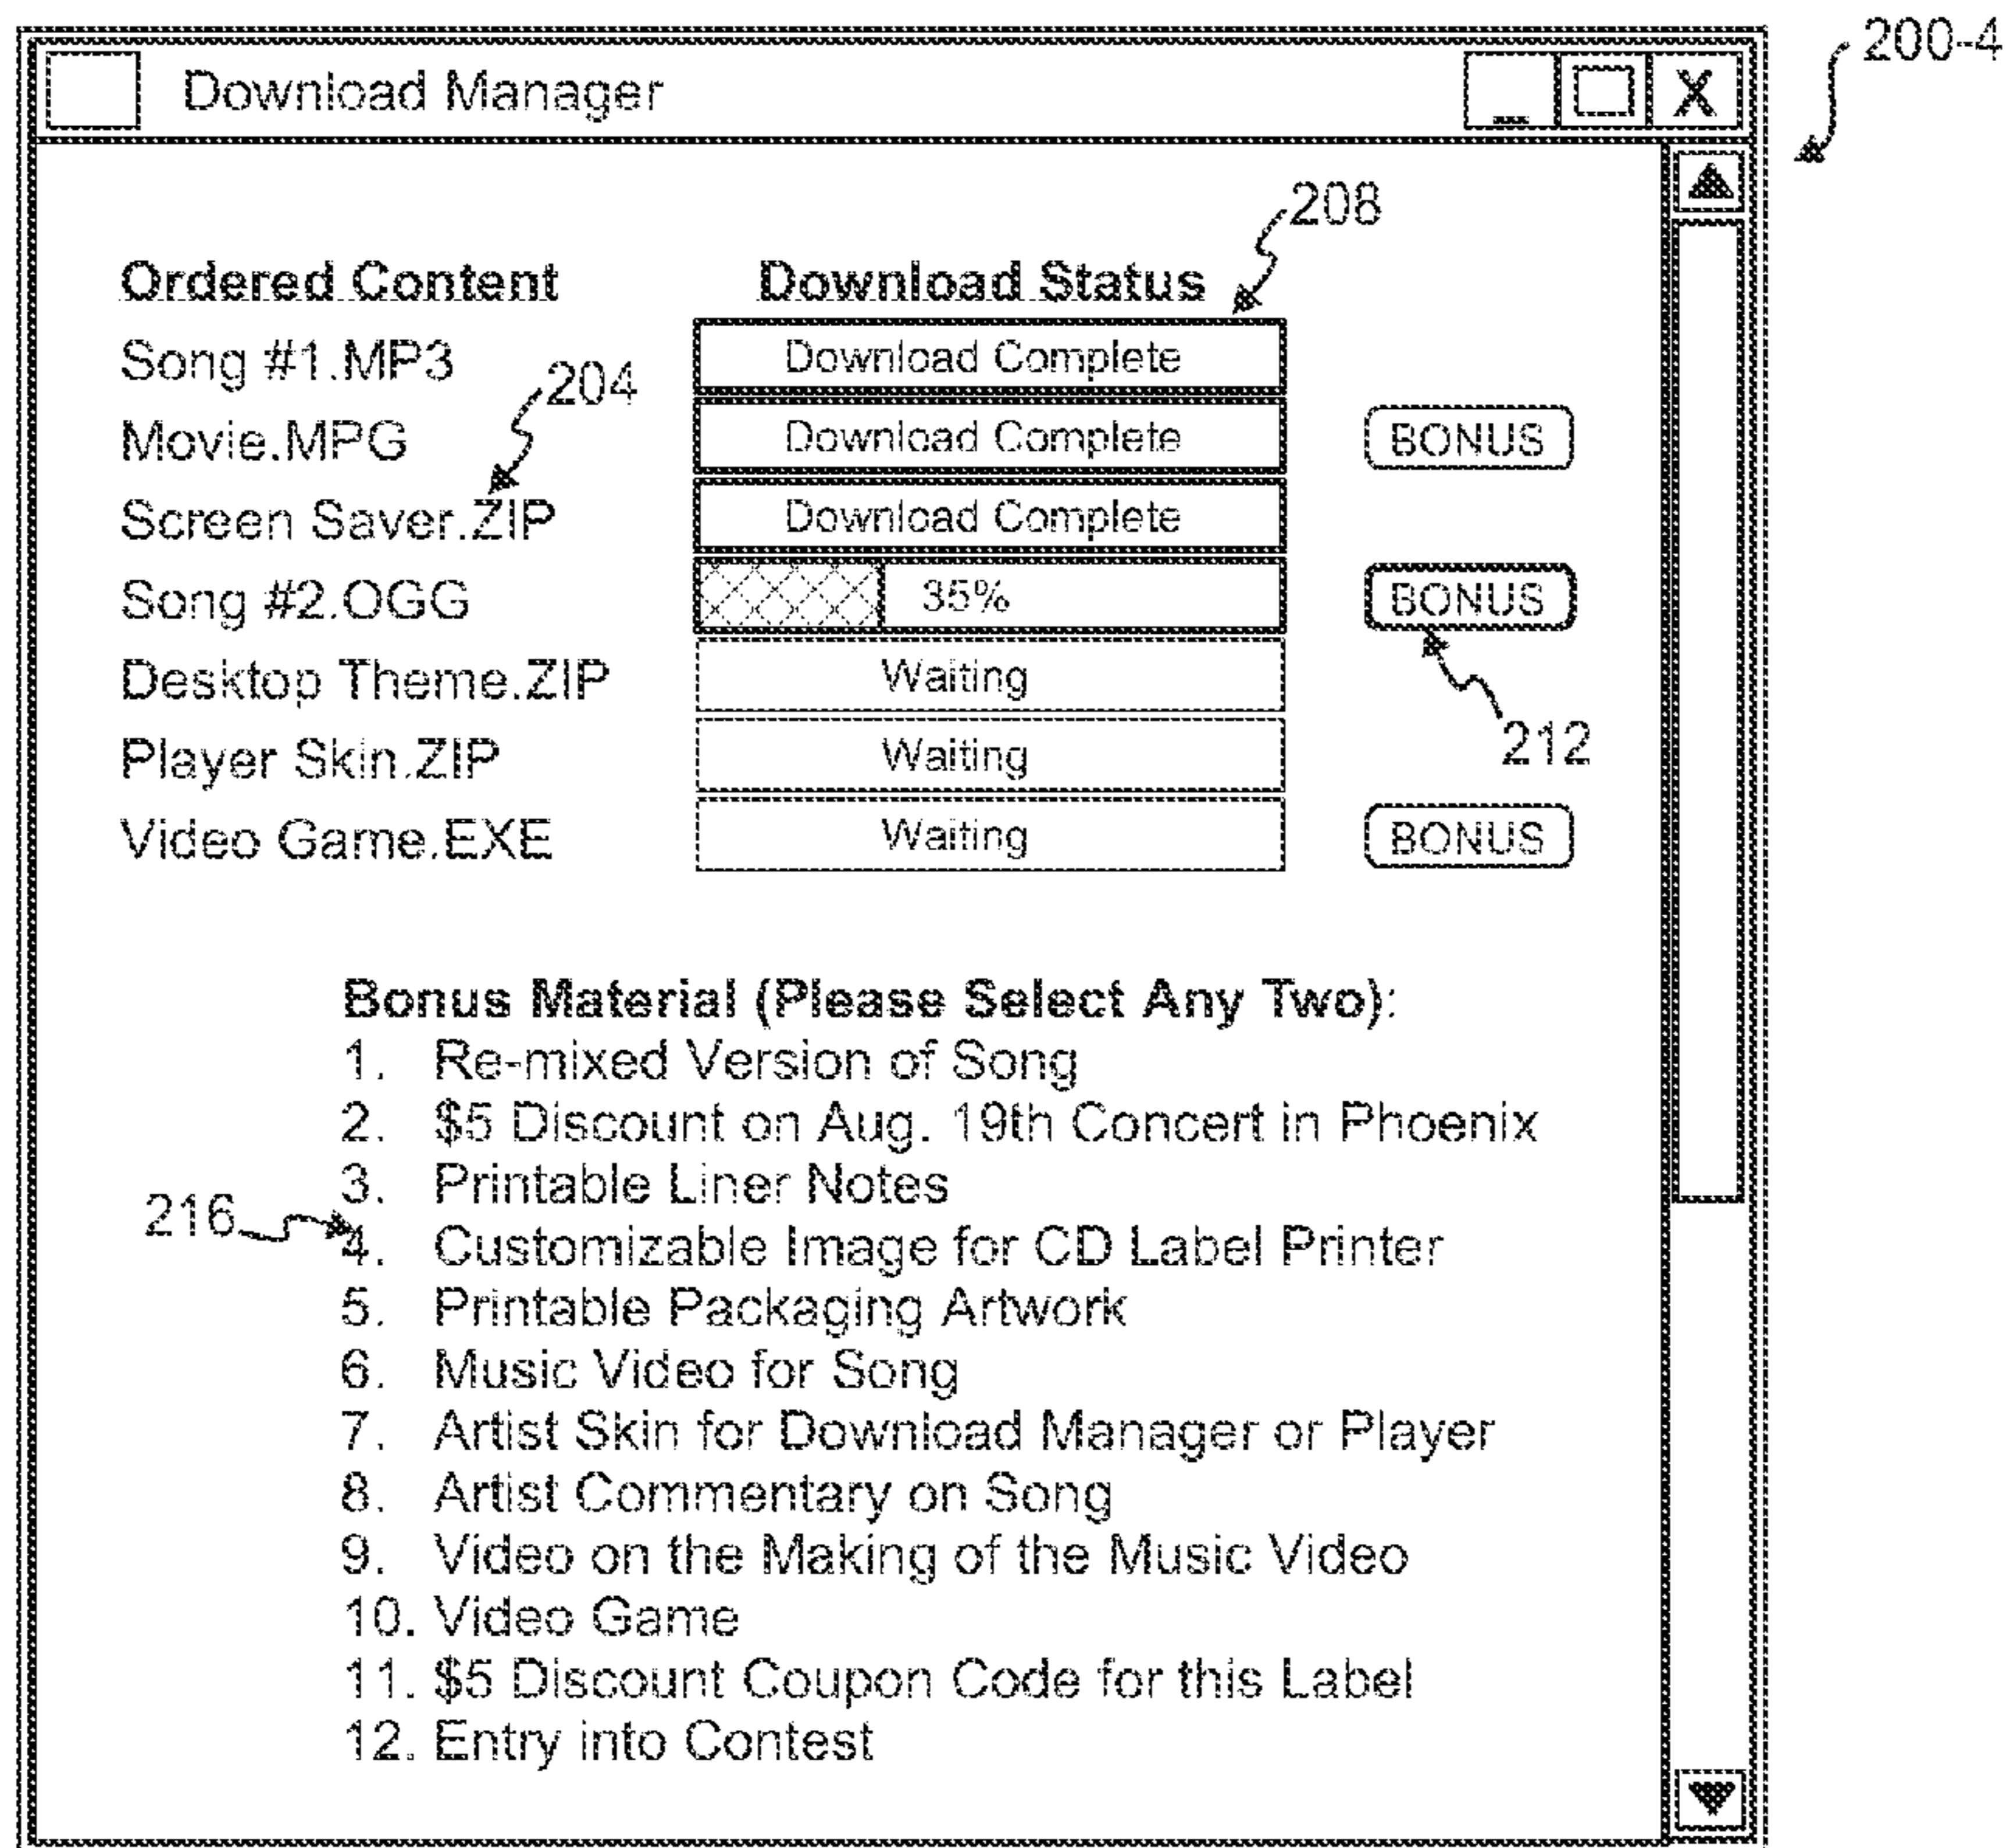 200-4
Download Manager _ X
208
Ordered Content Download Status
Song #1.MP3 Download Complete
204
Movie.MPG Download Complete BONUS
Screen Saver.ZIP Download Complete
Song #2.OGG 35% BONUS
Desktop Theme.ZIP Waiting
212
Player Skin.ZIP Waiting
Video Game.EXE Waiting BONUS
Bonus Material (Please Select Any Two):
1. Re-mixed Version of Song
2. $5 Discount on Aug. 19th Concert in Phoenix
3. Printable Liner Notes
216
4. Customizable Image for CD Label Printer
5. Printable Packaging Artwork
6. Music Video for Song
7. Artist Skin for Download Manager or Player
8. Artist Commentary on Song
9. Video on the Making of the Music Video
10. Video Game
11. $5 Discount Coupon Code for this Label
12. Entry into Contest